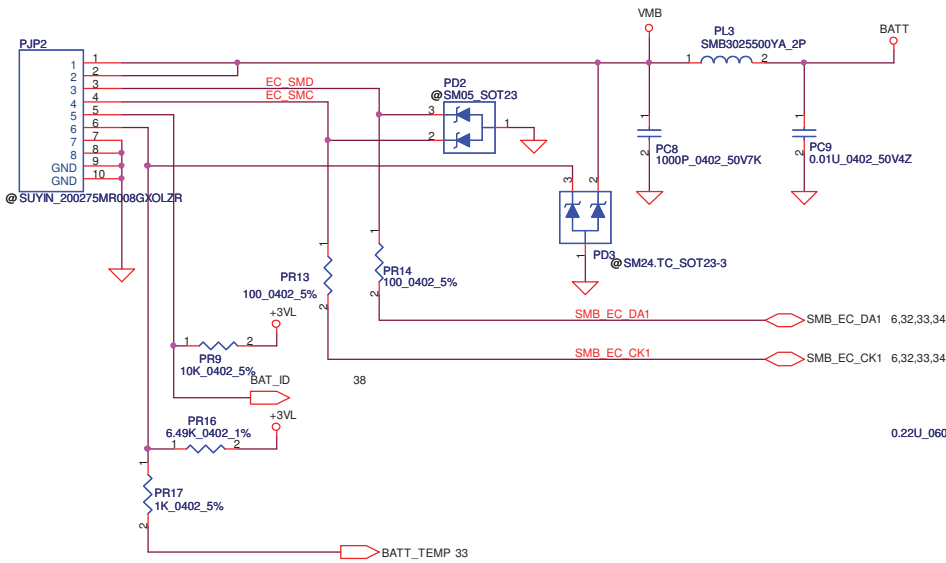 VMB
PL3
BATT
SMB3025500YA_2P
1
2
PJP2
1
2
3
4
5
6
7
8
9
10
1
2
3
4
5
6
7
8
GND
GND
@ SUYIN_200275MR008GXOLZR
EC_SMD
EC_SMC
PD2
@SM05_SOT23
3
2
1
1
2
PC8
1000P_0402_50V7K
1
2
PC9
0.01U_0402_50V4Z
3
2
1
PD3
@SM24.TC_SOT23-3
1
2
PR13
100_0402_5%
1
2
PR14
100_0402_5%
SMB_EC_DA1
SMB_EC_DA1 6,32,33,34
SMB_EC_CK1
SMB_EC_CK1 6,32,33,34
+3VL
1
2
PR9
10K_0402_5%
BAT_ID
38
+3VL
PR16
6.49K_0402_1%
1
2
0.22U_060
1
2
PR17
1K_0402_5%
BATT_TEMP 33